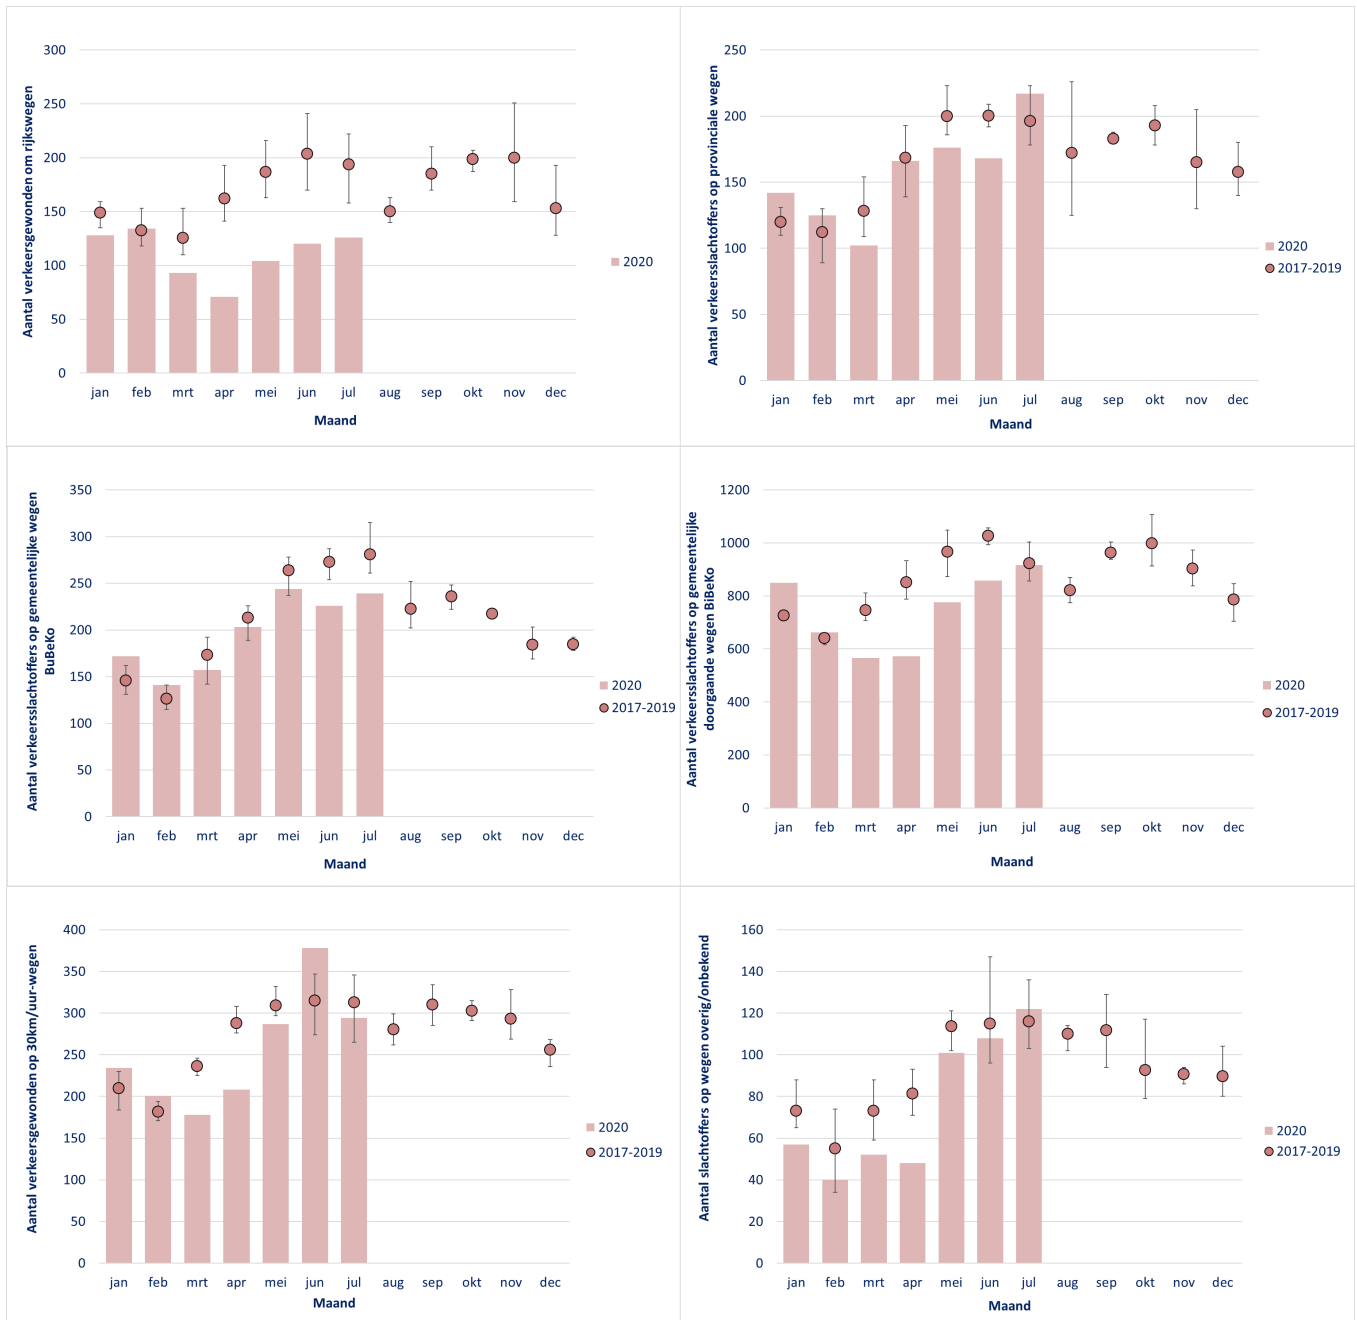 Aantal verkeersgewonden om rijkswegen
300
250
200
150
100
50
0
jan feb mrt apr mei jun jul aug sep okt nov dec
Maand
2020
Aantal verkeersslachtoffers op provinciale wegen
250
200
150
100
50
0
jan feb mrt apr mei jun jul aug sep okt nov dec
Maand
2020
2017-2019
Aantal verkeersslachtoffers op gemeentelijke wegen
BuBeKo
350
300
250
200
150
100
50
0
jan feb mrt apr mei jun jul aug sep okt nov dec
Maand
2020
2017-2019
Aantal verkeersslachtoffers op gemeentelijke
doorgaande wegen BiBeKo
1200
1000
800
600
400
200
0
jan feb mrt apr mei jun jul aug sep okt nov dec
Maand
2020
2017-2019
Aantal verkeersgewonden op 30km/uur-wegen
400
350
300
250
200
150
100
50
0
jan feb mrt apr mei jun jul aug sep okt nov dec
Maand
2020
2017-2019
Aantal slachtoffers op wegen overig/onbekend
160
140
120
100
80
60
40
20
0
jan feb mrt apr mei jun jul aug sep okt nov dec
Maand
2020
2017-2019